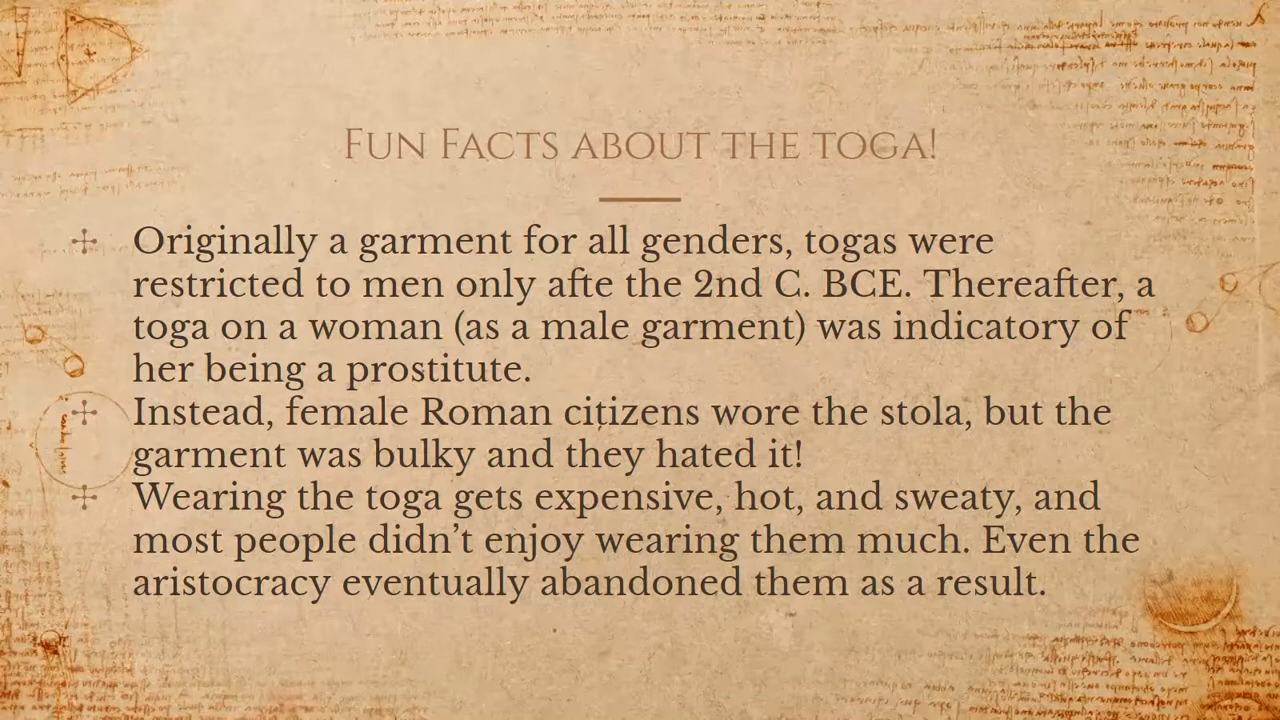 Fun Facts about the toga!
Originally a garment for all genders, togas were
restricted to men only afte the 2nd C. BCE. Thereafter, a
toga on a woman (as a male garment) was indicatory of
her being a prostitute.
Instead, female Roman citizens wore the stola, but the
garment was bulky and they hated it!
Wearing the toga gets expensive, hot, and sweaty, and
most people didn’t enjoy wearing them much. Even the
aristocracy eventually abandoned them as a result.